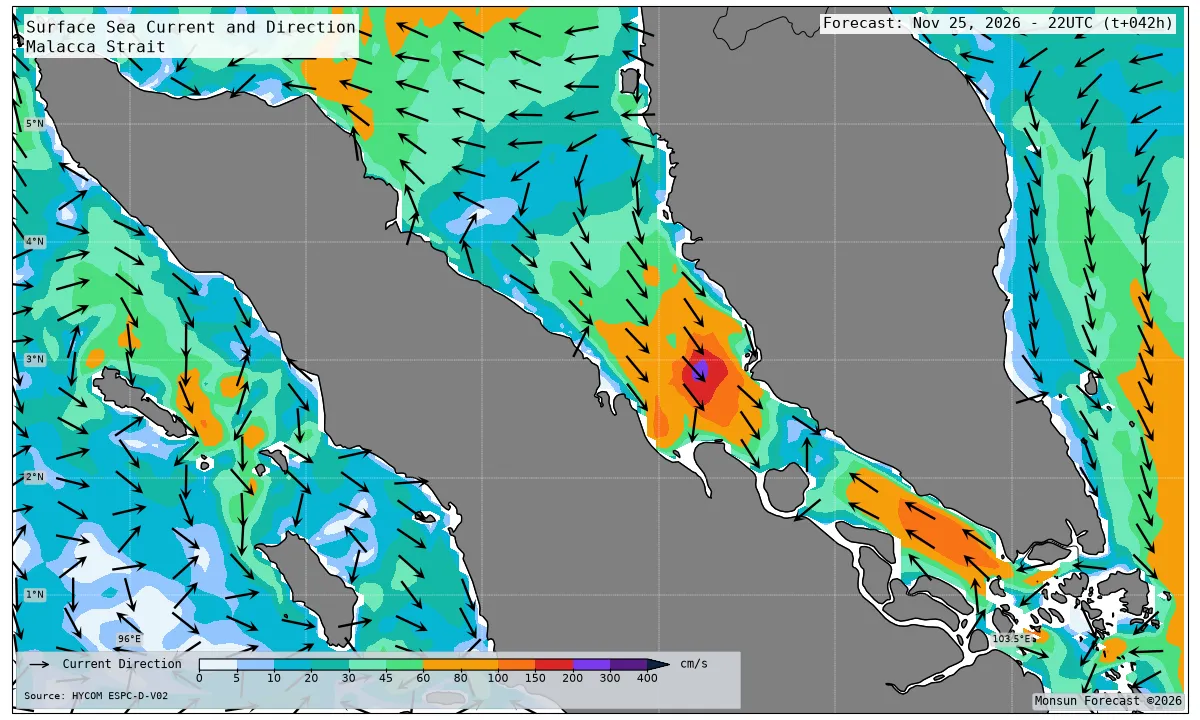 Surface Sea Current and Direction
Malacca Strait
Forecast: Nov 25, 2026 - 22UTC (t+042h)
5°N
4°N
3°N
2°N
1°N
96°E
103.5°E
Current Direction
0 5 10 20 30 45 60 80 100 150 200 300 400 cm/s
Source: HYCOM ESPC-D-V02
Monsun Forecast ©2026